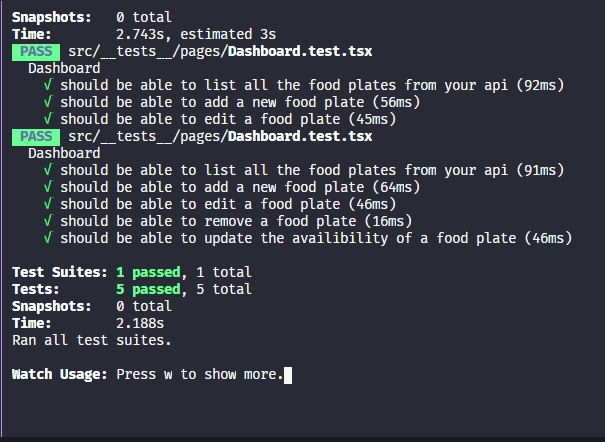 Snapshots:   0 total
Time:        2.743s, estimated 3s
PASS src/__tests__/pages/Dashboard.test.tsx
  Dashboard
    √ should be able to list all the food plates from your api (92ms)
    √ should be able to add a new food plate (56ms)
    √ should be able to edit a food plate (45ms)
PASS src/__tests__/pages/Dashboard.test.tsx
  Dashboard
    √ should be able to list all the food plates from your api (91ms)
    √ should be able to add a new food plate (64ms)
    √ should be able to edit a food plate (46ms)
    √ should be able to remove a food plate (16ms)
    √ should be able to update the availibility of a food plate (46ms)

Test Suites: 1 passed, 1 total
Tests:       5 passed, 5 total
Snapshots:   0 total
Time:        2.188s
Ran all test suites.

Watch Usage: Press w to show more.